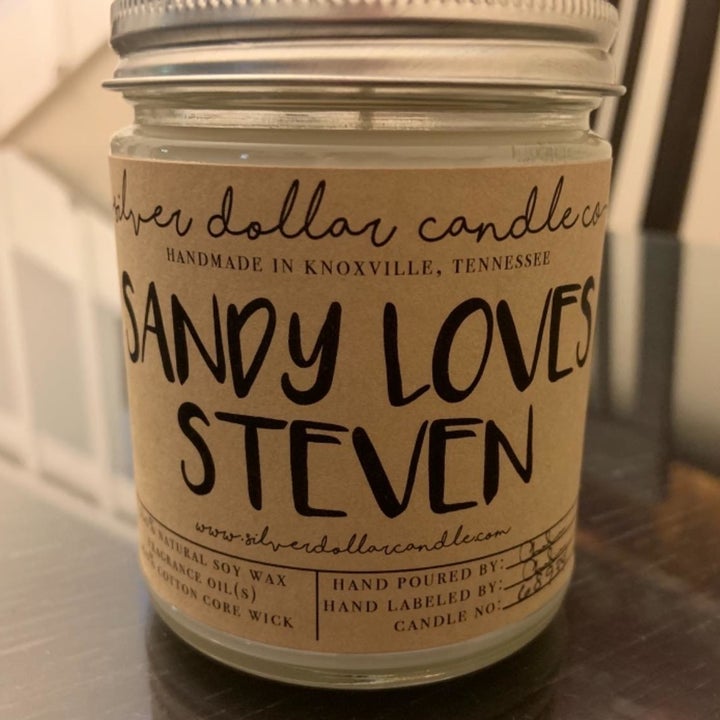 silver dollar candle co
HANDMADE IN KNOXVILLE, TENNESSEE
SANDY LOVES
STEVEN
www.silverdollarcandle.com
NATURAL SOY WAX
FRAGRANCE OIL(S)
COTTON CORE WICK
HAND POURED BY:
HAND LABELED BY:
CANDLE NO: